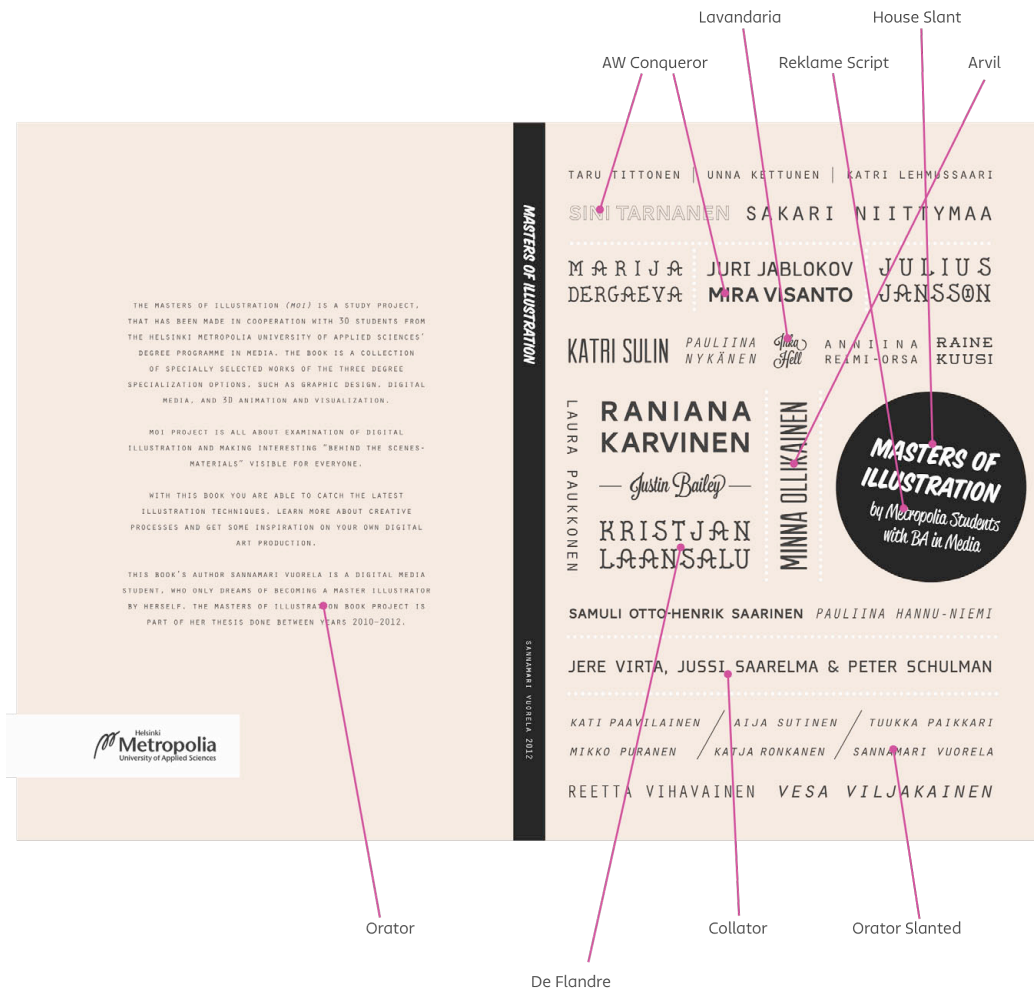 Lavandaria House Slant
AW Conqueror Reklame Script Arvil
THE MASTERS OF ILLUSTRATION (MOI) IS A STUDY PROJECT,
THAT HAS BEEN MADE IN COOPERATION WITH 30 STUDENTS FROM
THE HELSINKI METROPOLIA UNIVERSITY OF APPLIED SCIENCES'
DEGREE PROGRAMME IN MEDIA. THE BOOK IS A COLLECTION
OF SPECIALLY SELECTED WORKS OF THE THREE DEGREE
SPECIALIZATION OPTIONS, SUCH AS GRAPHIC DESIGN, DIGITAL
MEDIA, AND 3D ANIMATION AND VISUALIZATION.
MOI PROJECT IS ALL ABOUT EXAMINATION OF DIGITAL
ILLUSTRATION AND MAKING INTERESTING "BEHIND THE SCENES-
MATERIALS" VISIBLE FOR EVERYONE.
WITH THIS BOOK YOU ARE ABLE TO CATCH THE LATEST
ILLUSTRATION TECHNIQUES, LEARN MORE ABOUT CREATIVE
PROCESSES AND GET SOME INSPIRATION ON YOUR OWN DIGITAL
ART PRODUCTION.
THIS BOOK'S AUTHOR SANNAMARI VUORELA IS A DIGITAL MEDIA
STUDENT, WHO ONLY DREAMS OF BECOMING A MASTER ILLUSTRATOR
BY HERSELF. THE MASTERS OF ILLUSTRATION BOOK PROJECT IS
PART OF HER THESIS DONE BETWEEN YEARS 2010-2012.
Helsinki
Metropolia
University of Applied Sciences
MASTERS OF ILLUSTRATION
SANNAMARI VUORELA 2012
TARU TITTONEN | UNNA KETTUNEN | KATRI LEHMUSSAARI
SINI TARNANEN SAKARI NIITTYMAA
MARIJA
DERGAEVA
JURI JABLOKOV
MIRA VISANTO
JULIUS
JANSSON
KATRI SULIN
PAULIINA
NYKÄNEN
Ilka
Hell
ANNIINA
REIMI-ORSA
RAINE
KUUSI
LAURA PAUKKONEN
RANIANA
KARVINEN
Justin Bailey
KRISTJAN
LAANSALU
MINNA OLLIKAINEN
MASTERS OF
ILLUSTRATION
by Metropolia Students
with BA in Media
SAMULI OTTO-HENRIK SAARINEN PAULIINA HANNU-NIEMI
JERE VIRTA, JUSSI SAARELMA & PETER SCHULMAN
KATI PAAVILAINEN / AIJA SUTINEN / TUUKKA PAIKKARI
MIKKO PURANEN / KATJA RONKANEN / SANNAMARI VUORELA
REETTA VIHAVAINEN VESA VILJAKAINEN
Orator Collator Orator Slanted
De Flandre